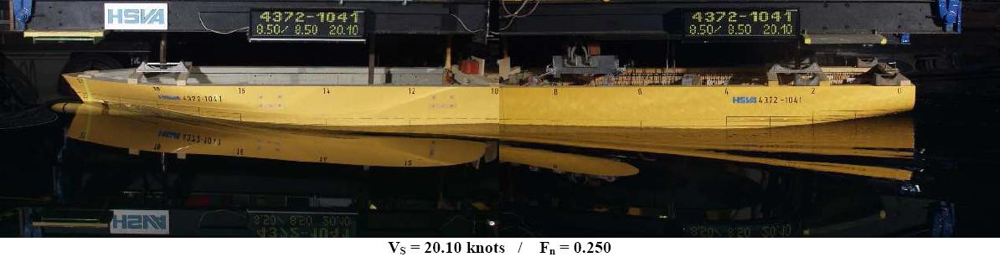 HSVA
4372-1041
8.50/ 8.50 20.10
4372-1041
8.50/ 8.50 20.10
18 16 14 12 10 8 6 4 2 0
HSVA 4372-1041
HSVA 4372-1041
V_S = 20.10 knots / F_n = 0.250